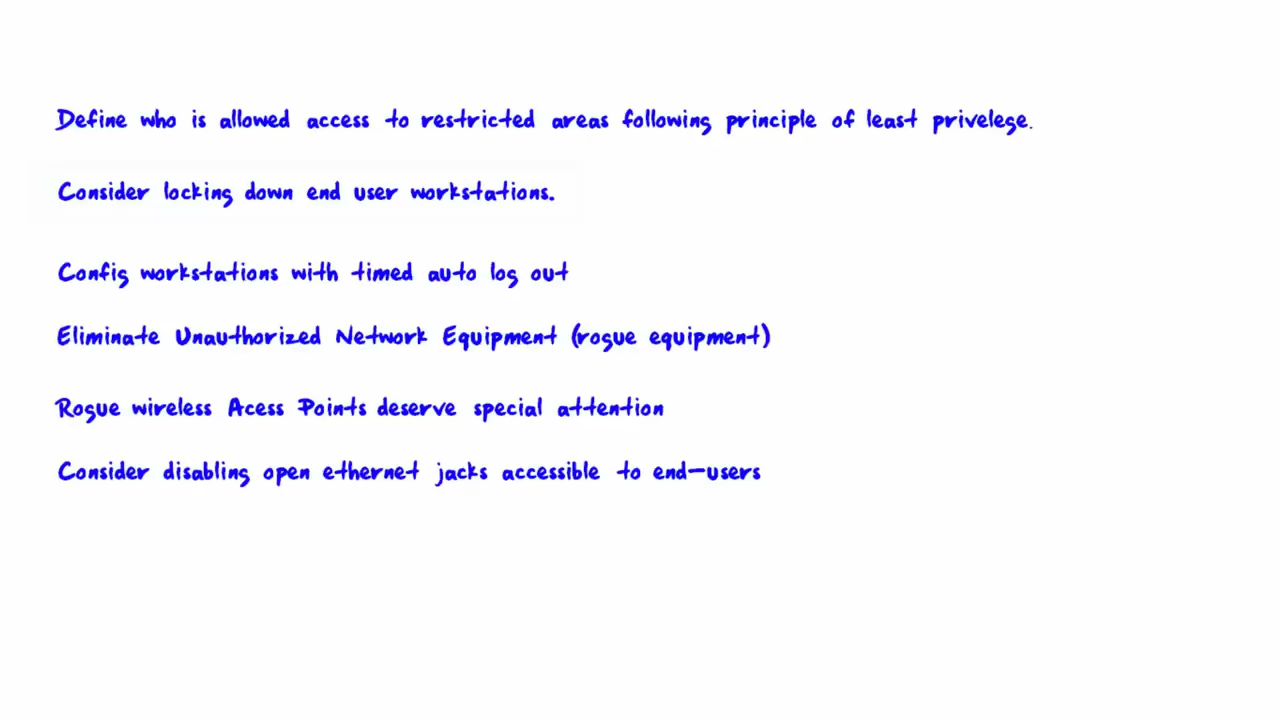 Define who is allowed access to restricted areas following principle of least privelege.
Consider locking down end user workstations.
Config workstations with timed auto log out
Eliminate Unauthorized Network Equipment (rogue equipment)
Rogue wireless Acess Points deserve special attention
Consider disabling open ethernet jacks accessible to end-users